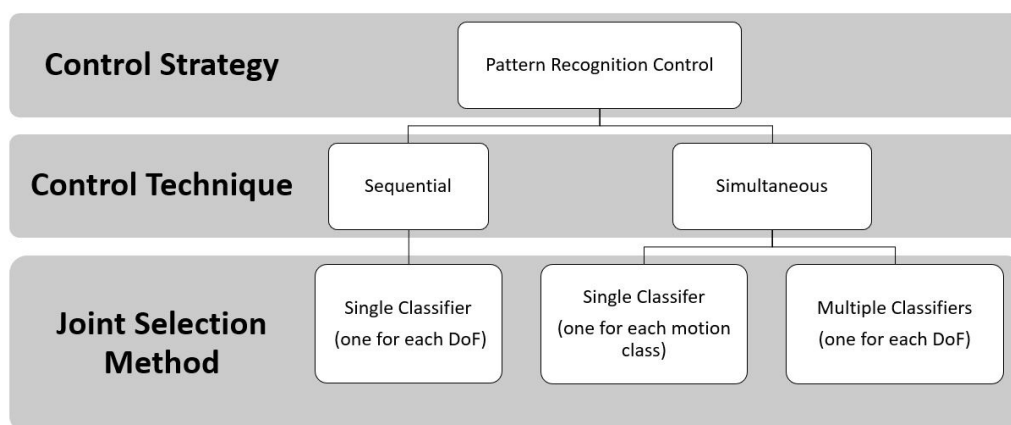 Control Strategy
Pattern Recognition Control
Control Technique
Sequential
Simultaneous
Joint Selection
Method
Single Classifier
(one for each DoF)
Single Classifer
(one for each motion
class)
Multiple Classifiers
(one for each DoF)